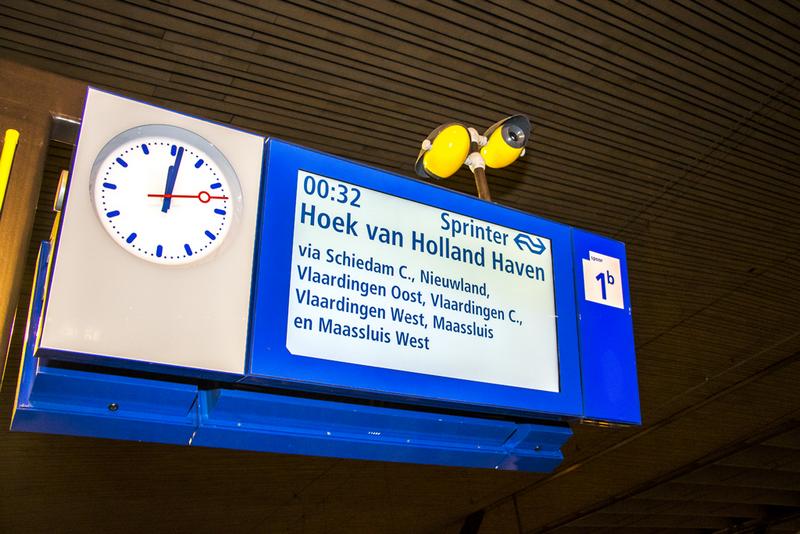 00:32
Sprinter
Hoek van Holland Haven
via Schiedam C., Nieuwland,
Vlaardingen Oost, Vlaardingen C.,
Vlaardingen West, Maassluis
en Maassluis West
spoor
1b